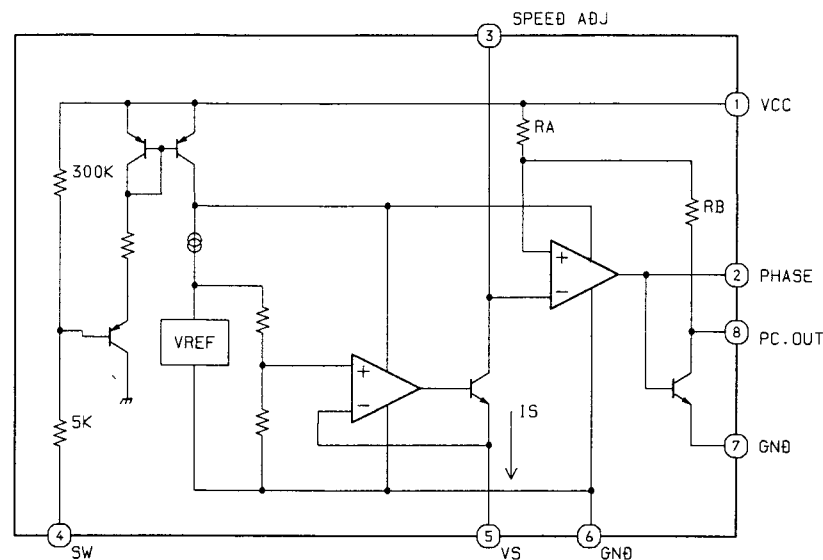 SPEED ADJ
3
1 VCC
RA
300K
RB
+
2 PHASE
−
VREF
8 PC.OUT
+
−
5K
IS
7 GND
4
5
6
SW
VS
GND